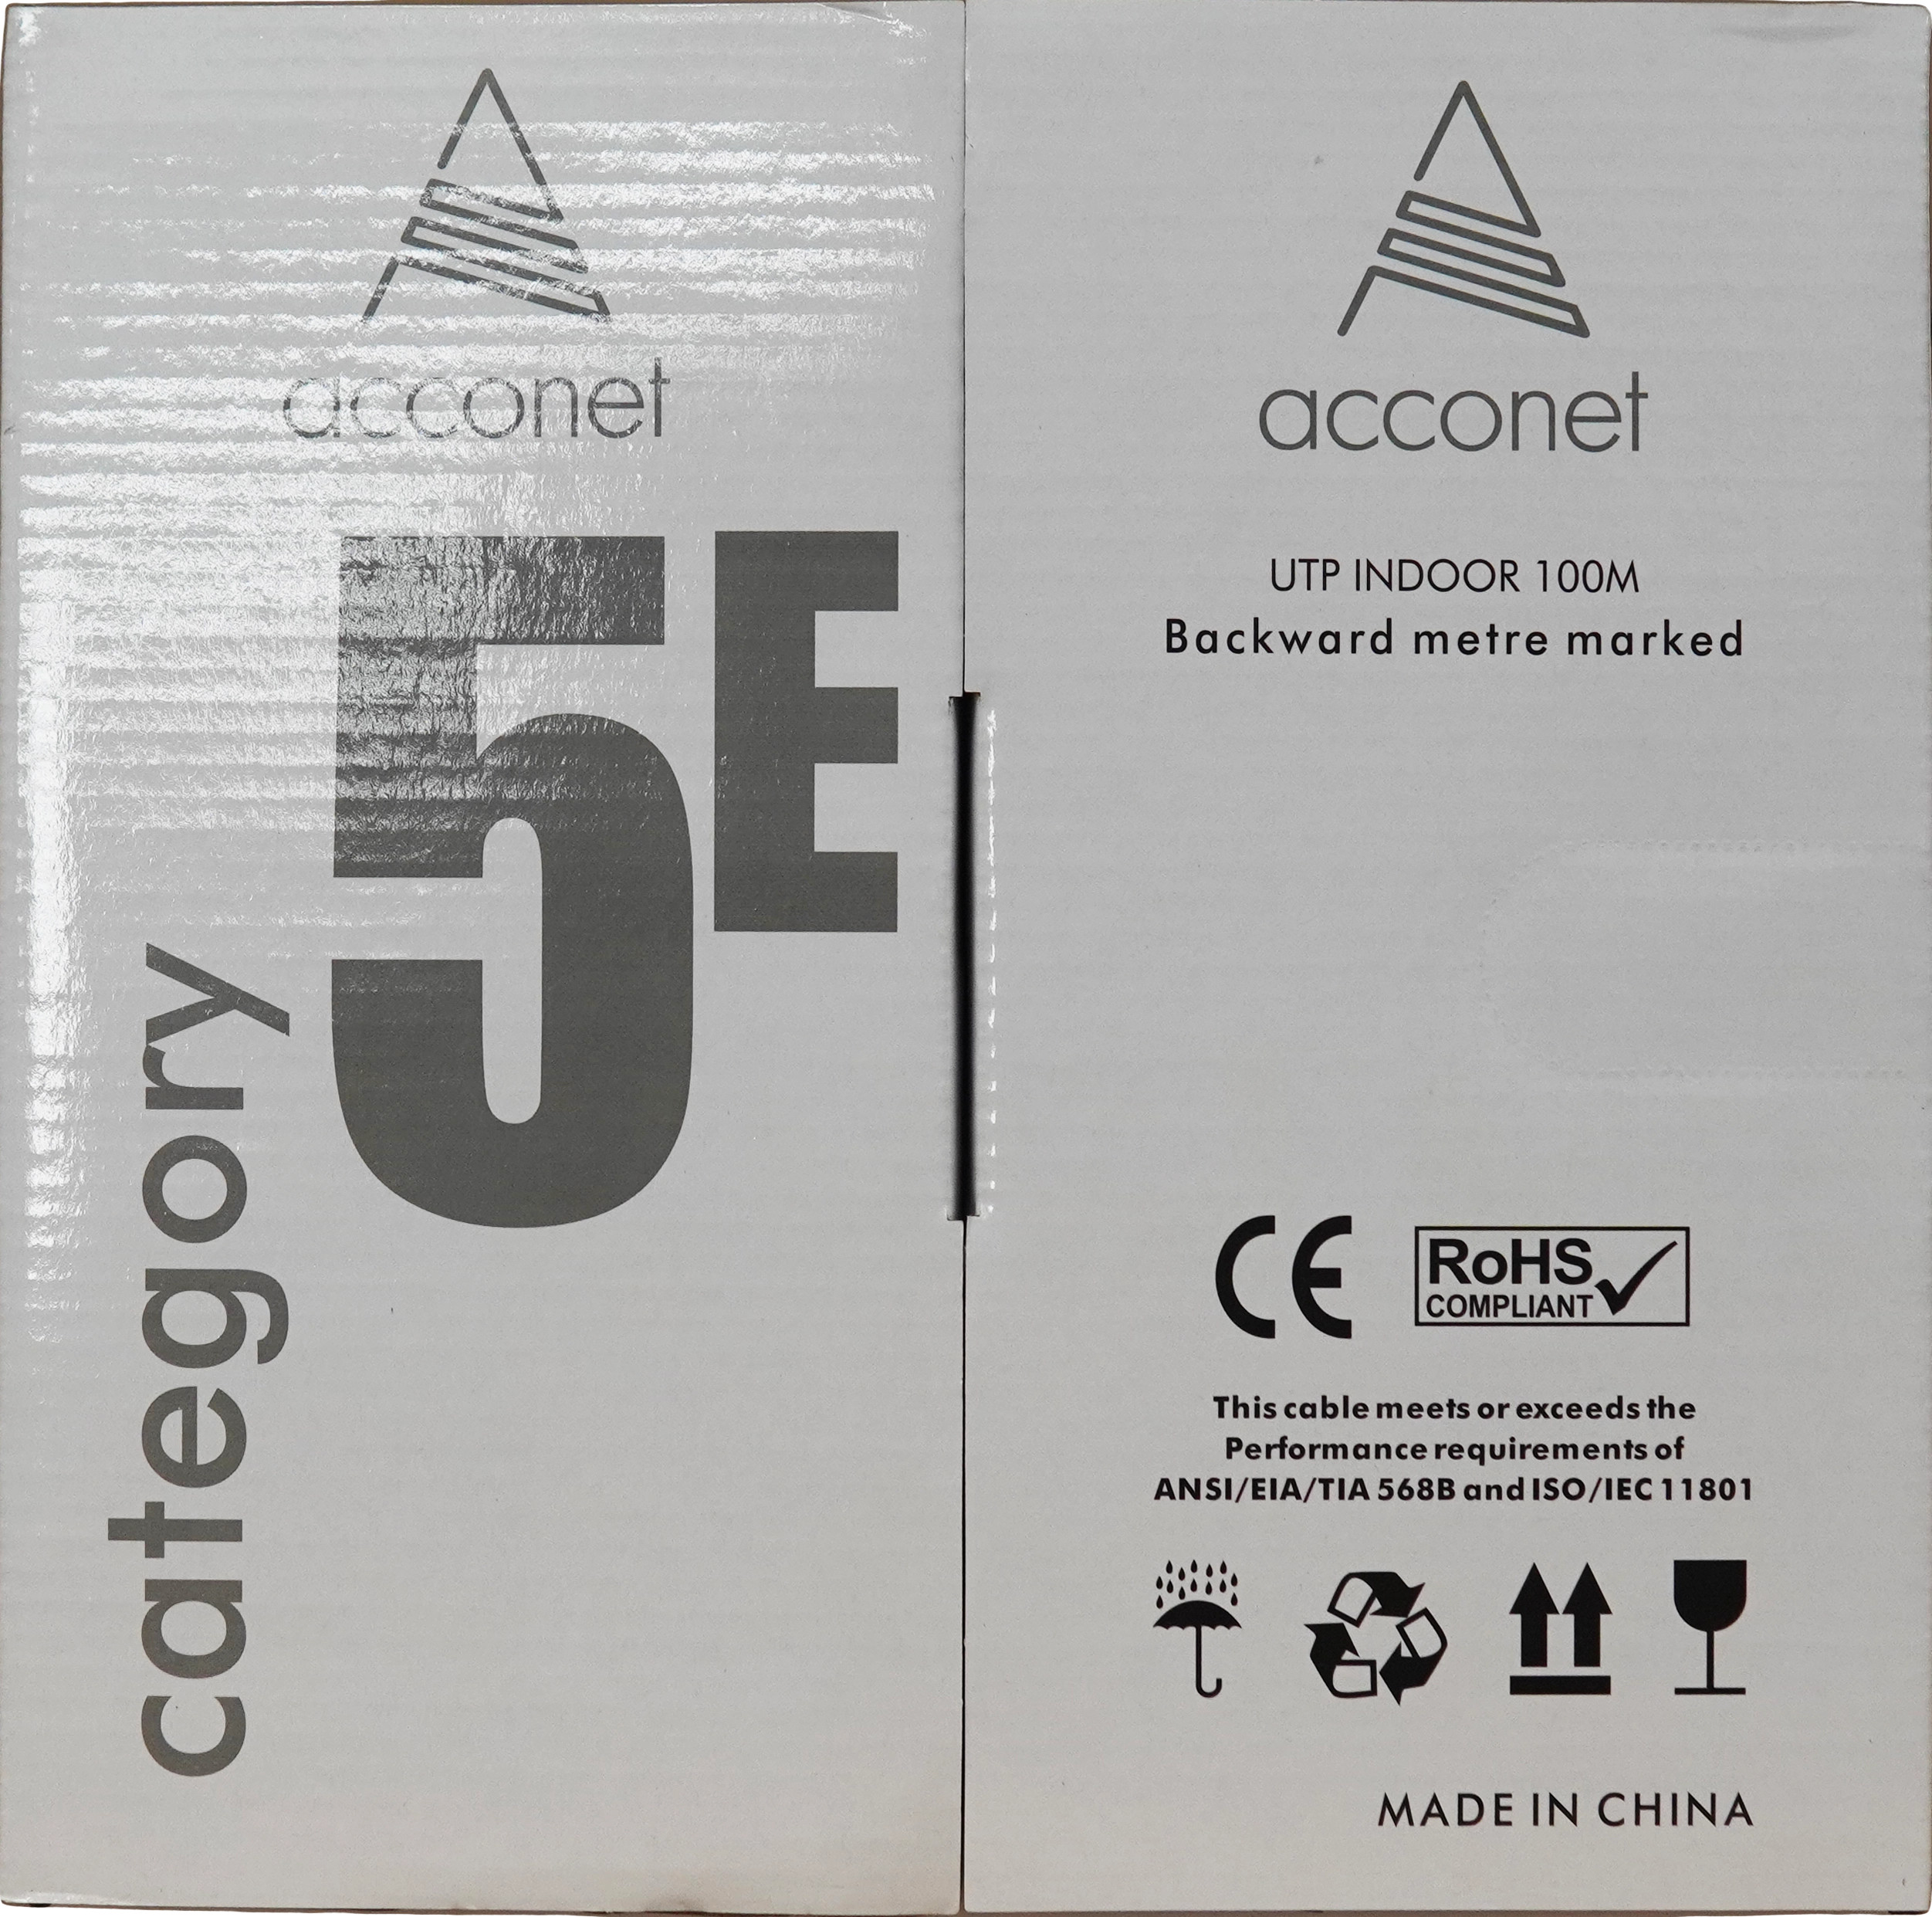 acconet
5E
category
acconet
UTP INDOOR 100M
Backward metre marked
CE
RoHS
COMPLIANT
This cable meets or exceeds the
Performance requirements of
ANSI/EIA/TIA 568B and ISO/IEC 11801
MADE IN CHINA